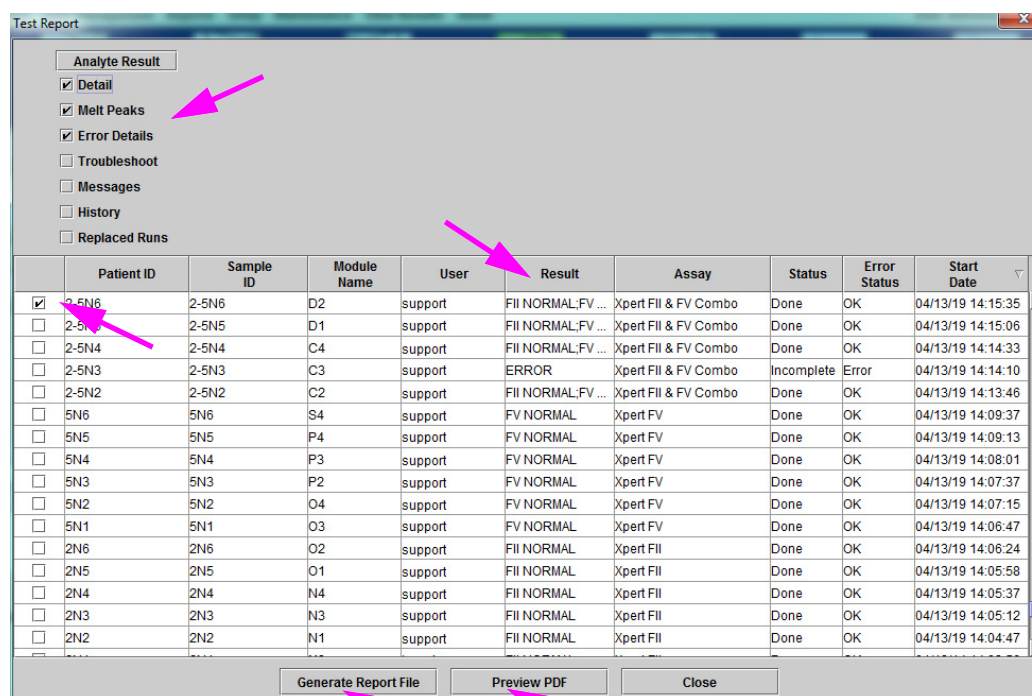 Test Report
Analyte Result
Detail
Melt Peaks
Error Details
Troubleshoot
Messages
History
Replaced Runs
Patient ID Sample ID Module Name User Result Assay Status Error Status Start Date
2-5N6 2-5N6 D2 support FII NORMAL;FV ... Xpert FII & FV Combo Done OK 04/13/19 14:15:35
2-5N5 D1 support FII NORMAL;FV ... Xpert FII & FV Combo Done OK 04/13/19 14:15:06
2-5N4 2-5N4 C4 support FII NORMAL;FV ... Xpert FII & FV Combo Done OK 04/13/19 14:14:33
2-5N3 2-5N3 C3 support ERROR Xpert FII & FV Combo Incomplete Error 04/13/19 14:14:10
2-5N2 2-5N2 C2 support FII NORMAL;FV ... Xpert FII & FV Combo Done OK 04/13/19 14:13:46
5N6 5N6 S4 support FV NORMAL Xpert FV Done OK 04/13/19 14:09:37
5N5 5N5 P4 support FV NORMAL Xpert FV Done OK 04/13/19 14:09:13
5N4 5N4 P3 support FV NORMAL Xpert FV Done OK 04/13/19 14:08:01
5N3 5N3 P2 support FV NORMAL Xpert FV Done OK 04/13/19 14:07:37
5N2 5N2 O4 support FV NORMAL Xpert FV Done OK 04/13/19 14:07:15
5N1 5N1 O3 support FV NORMAL Xpert FV Done OK 04/13/19 14:06:47
2N6 2N6 O2 support FII NORMAL Xpert FII Done OK 04/13/19 14:06:24
2N5 2N5 O1 support FII NORMAL Xpert FII Done OK 04/13/19 14:05:58
2N4 2N4 N4 support FII NORMAL Xpert FII Done OK 04/13/19 14:05:37
2N3 2N3 N3 support FII NORMAL Xpert FII Done OK 04/13/19 14:05:12
2N2 2N2 N1 support FII NORMAL Xpert FII Done OK 04/13/19 14:04:47
Generate Report File Preview PDF Close